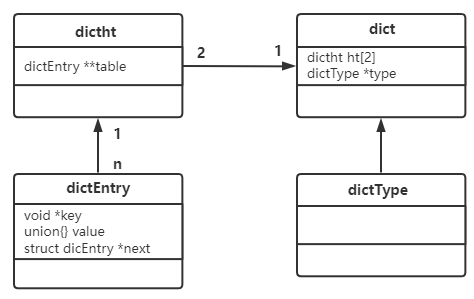 dictht
dictEntry **table
2
1
dict
dictht ht[2]
dictType *type
1
n
dictEntry
void *key
union{} value
struct dicEntry *next
dictType